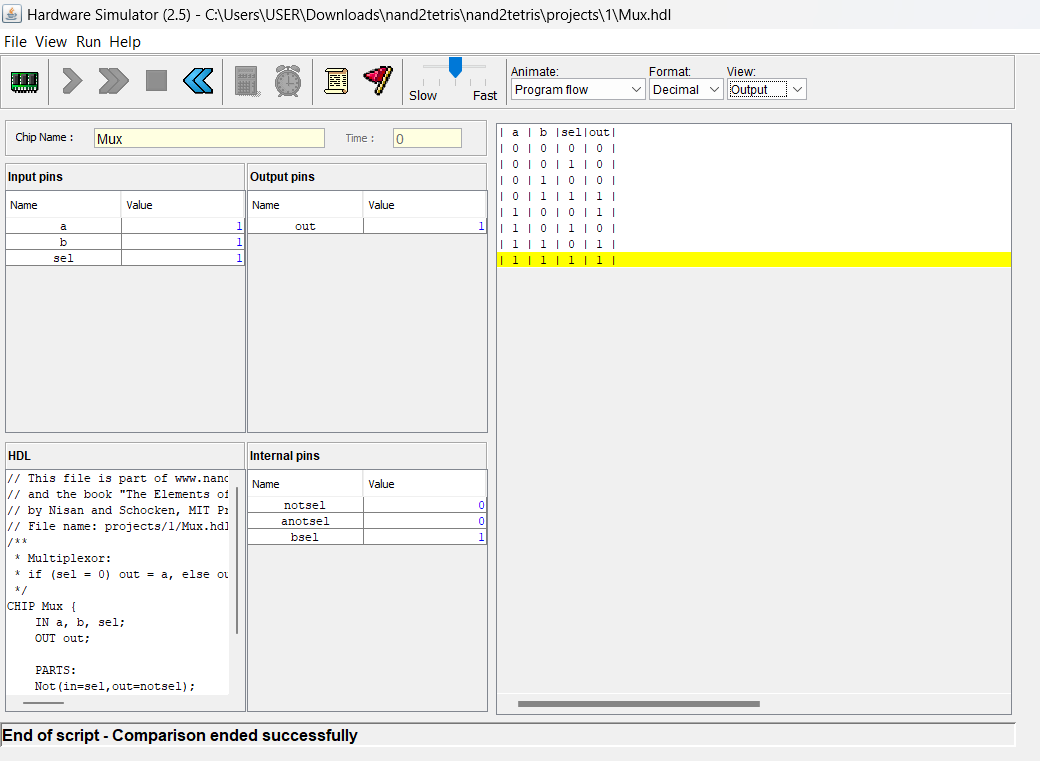 Hardware Simulator (2.5) - C:\Users\USER\Downloads\nand2tetris\nand2tetris\projects\1\Mux.hdl
File View Run Help
Slow Fast
Animate: Format: View:
Program flow Decimal Output
Chip Name : Mux Time : 0
Input pins
Name Value
a 1
b 1
sel 1
Output pins
Name Value
out 1
| a | b |sel|out|
| 0 | 0 | 0 | 0 |
| 0 | 0 | 1 | 0 |
| 0 | 1 | 0 | 0 |
| 0 | 1 | 1 | 1 |
| 1 | 0 | 0 | 1 |
| 1 | 0 | 1 | 0 |
| 1 | 1 | 0 | 1 |
| 1 | 1 | 1 | 1 |
HDL
// This file is part of www.nand
// and the book "The Elements of
// by Nisan and Schocken, MIT Pr
// File name: projects/1/Mux.hdl
/**
 * Multiplexor:
 * if (sel = 0) out = a, else ou
 */
CHIP Mux {
    IN a, b, sel;
    OUT out;
    PARTS:
    Not(in=sel,out=notsel);
Internal pins
Name Value
notsel 0
anotsel 0
bsel 1
End of script - Comparison ended successfully